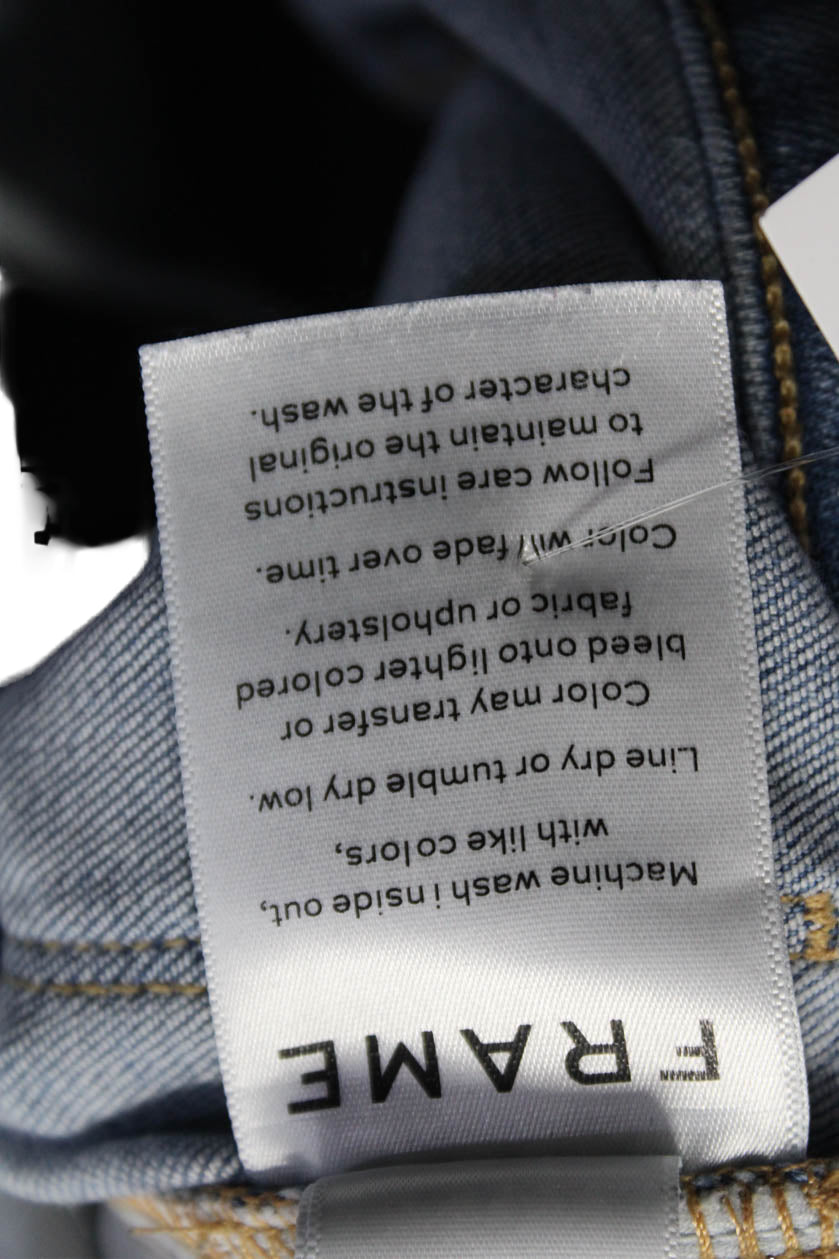 FRAME
Machine wash inside out,
with like colors,
Line dry or tumble dry low.
Color may transfer or
bleed onto lighter colored
fabric or upholstery.
Color will fade over time.
Follow care instructions
to maintain the original
character of the wash.